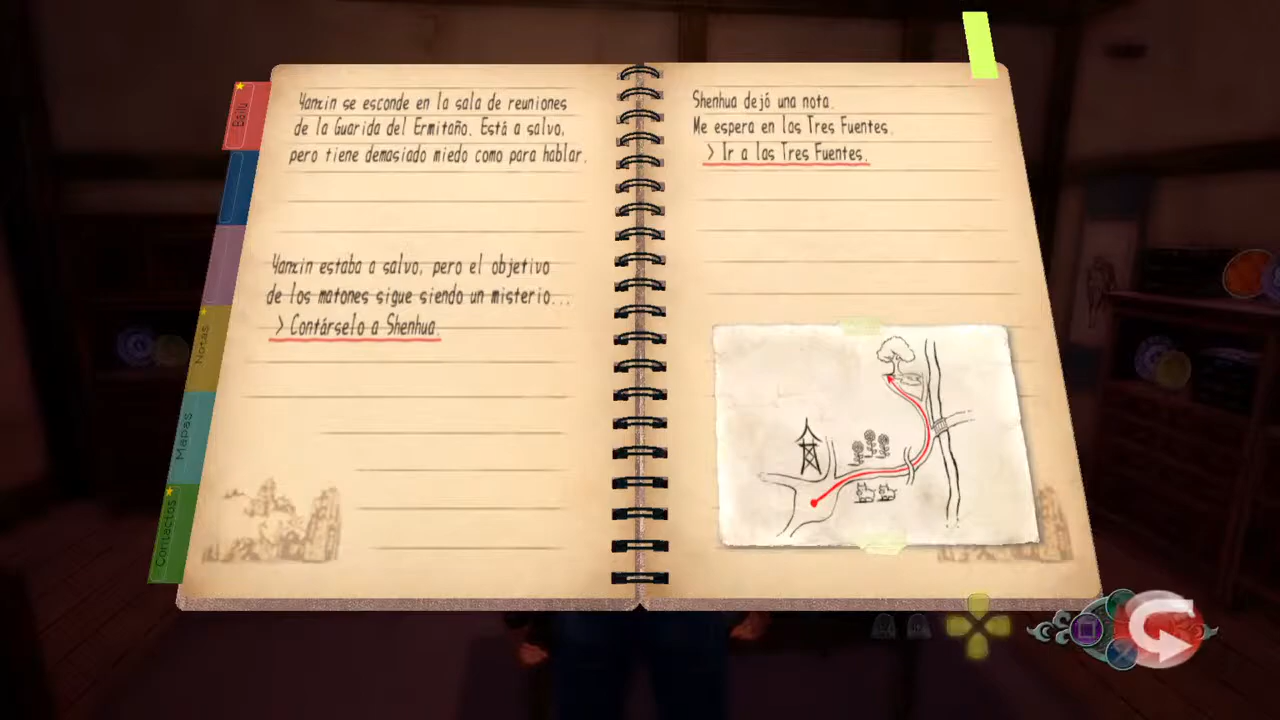 Bailu
Notas
Mapas
Contactos
Yanxin se esconde en la sala de reuniones
de la Guarida del Ermitaño. Está a salvo,
pero tiene demasiado miedo como para hablar.
Yanxin estaba a salvo, pero el objetivo
de los matones sigue siendo un misterio...
> Contárselo a Shenhua.
Shenhua dejó una nota.
Me espera en las Tres Fuentes.
> Ir a las Tres Fuentes.